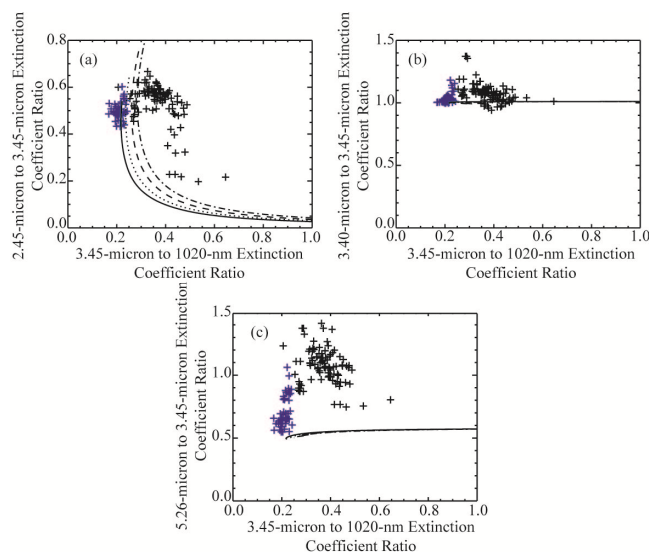 (a)
2.45-micron to 3.45-micron Extinction
Coefficient Ratio
0.8
0.6
0.4
0.2
0.0
0.0 0.2 0.4 0.6 0.8 1.0
3.45-micron to 1020-nm Extinction
Coefficient Ratio
(b)
3.40-micron to 3.45-micron Extinction
Coefficient Ratio
1.5
1.0
0.5
0.0
0.0 0.2 0.4 0.6 0.8 1.0
3.45-micron to 1020-nm Extinction
Coefficient Ratio
(c)
5.26-micron to 3.45-micron Extinction
Coefficient Ratio
1.5
1.0
0.5
0.0
0.0 0.2 0.4 0.6 0.8 1.0
3.45-micron to 1020-nm Extinction
Coefficient Ratio